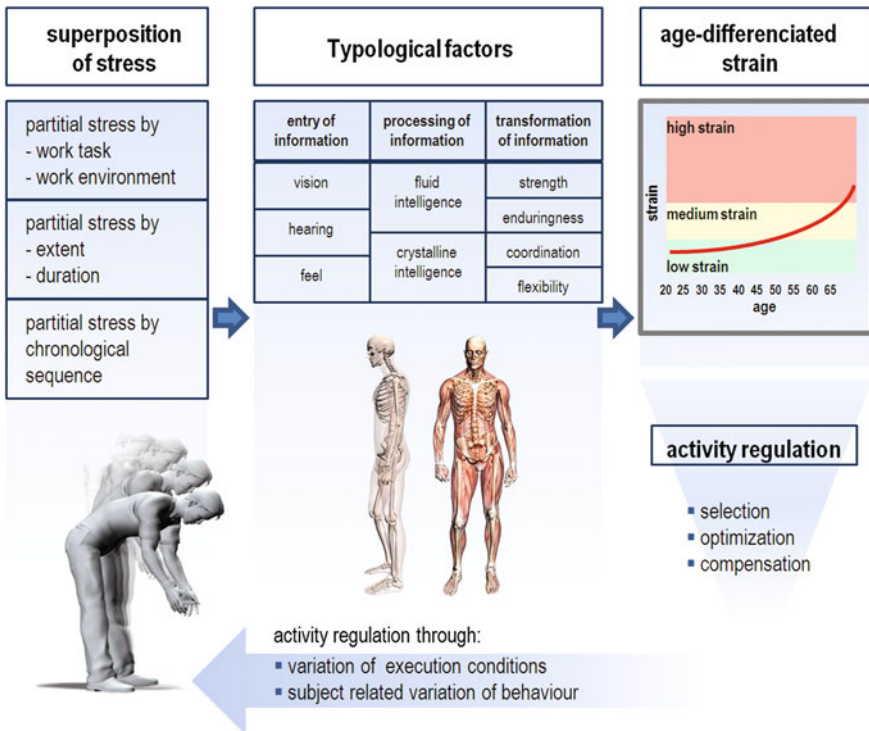 superposition
of stress
partitial stress by
- work task
- work environment
partitial stress by
- extent
- duration
partitial stress by
chronological
sequence
Typological factors
entry of
information
processing of
information
transformation
of information
vision
hearing
feel
fluid
intelligence
crystalline
intelligence
strength
enduringness
coordination
flexibility
age-differenciated
strain
high strain
medium strain
low strain
strain
20 25 30 35 40 45 50 55 60 65
age
activity regulation
▪ selection
▪ optimization
▪ compensation
activity regulation through:
▪ variation of execution conditions
▪ subject related variation of behaviour